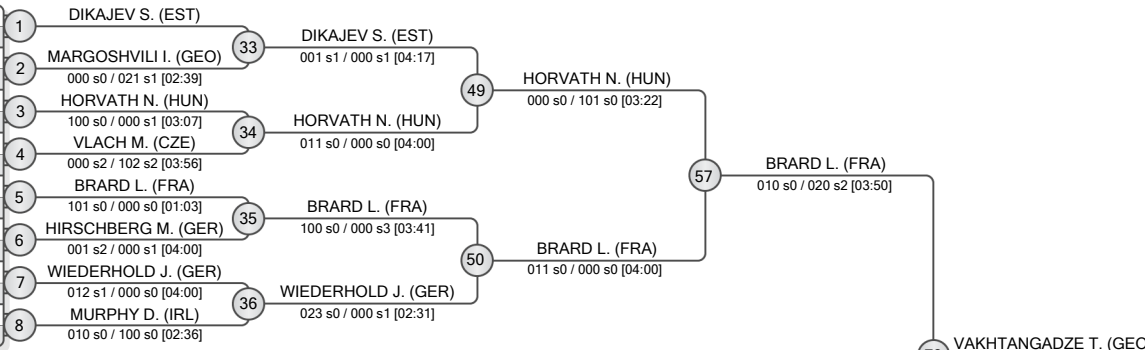 1
DIKAJEV S. (EST)
33
DIKAJEV S. (EST)
001 s1 / 000 s1 [04:17]
2
MARGOSHVILI I. (GEO)
000 s0 / 021 s1 [02:39]
49
HORVATH N. (HUN)
000 s0 / 101 s0 [03:22]
3
HORVATH N. (HUN)
100 s0 / 000 s1 [03:07]
34
HORVATH N. (HUN)
011 s0 / 000 s0 [04:00]
4
VLACH M. (CZE)
000 s2 / 102 s2 [03:56]
57
BRARD L. (FRA)
010 s0 / 020 s2 [03:50]
5
BRARD L. (FRA)
101 s0 / 000 s0 [01:03]
35
BRARD L. (FRA)
100 s0 / 000 s3 [03:41]
6
HIRSCHBERG M. (GER)
001 s2 / 000 s1 [04:00]
50
BRARD L. (FRA)
011 s0 / 000 s0 [04:00]
7
WIEDERHOLD J. (GER)
012 s1 / 000 s0 [04:00]
36
WIEDERHOLD J. (GER)
023 s0 / 000 s1 [02:31]
8
MURPHY D. (IRL)
010 s0 / 100 s0 [02:36]
VAKHTANGADZE T. (GEO